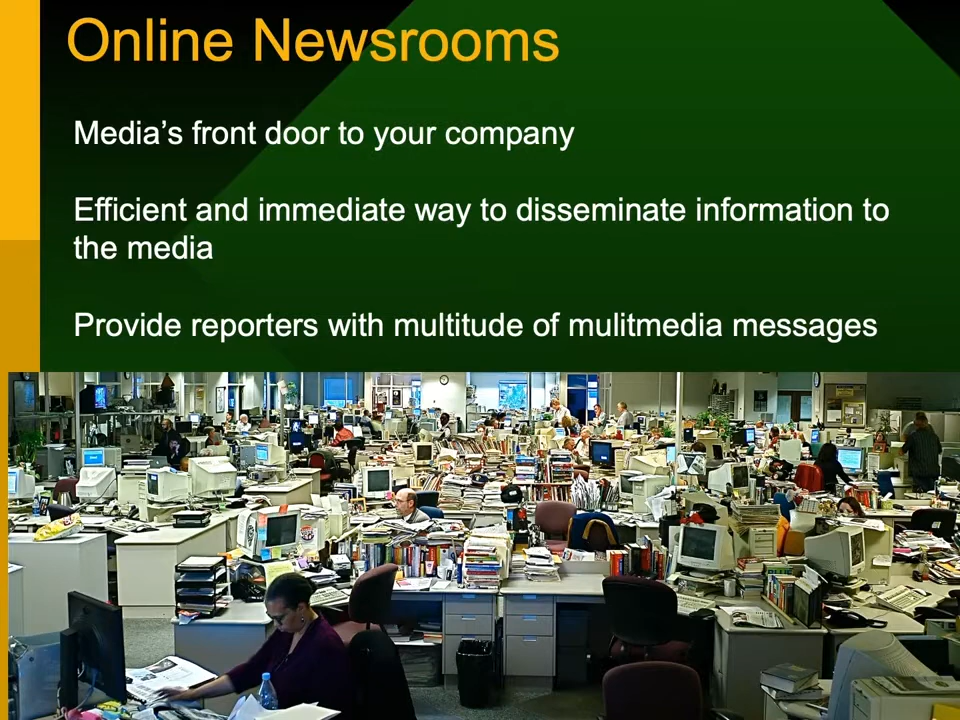 Online Newsrooms
Media’s front door to your company
Efficient and immediate way to disseminate information to
the media
Provide reporters with multitude of mulitmedia messages